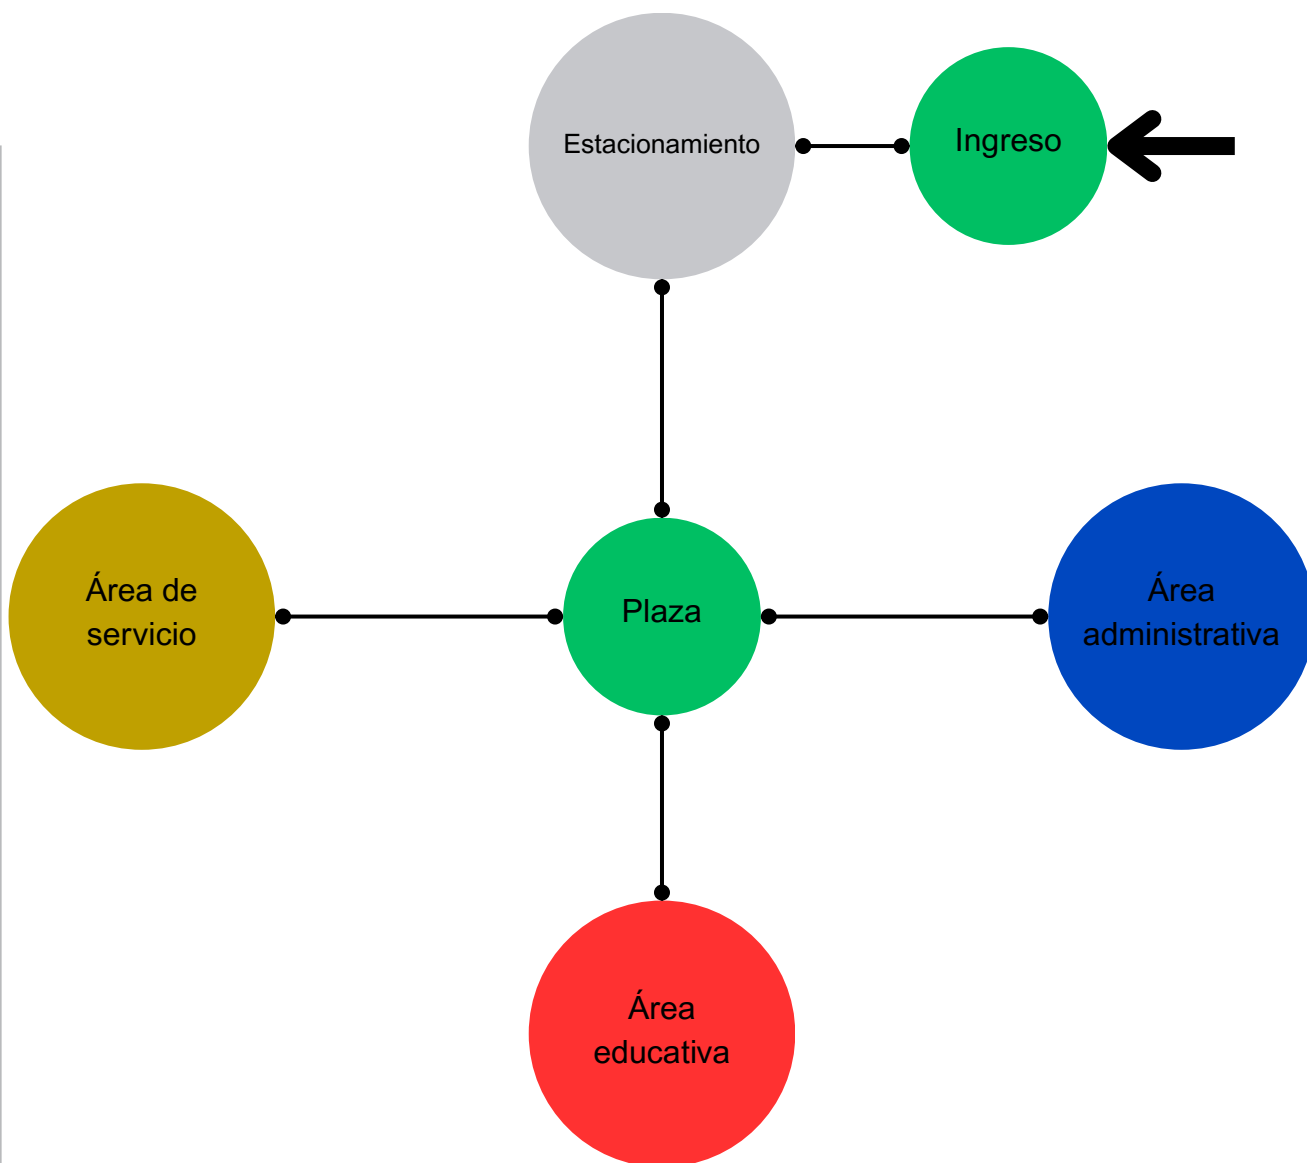 Estacionamiento
Ingreso
Área de
servicio
Plaza
Área
administrativa
Área
educativa